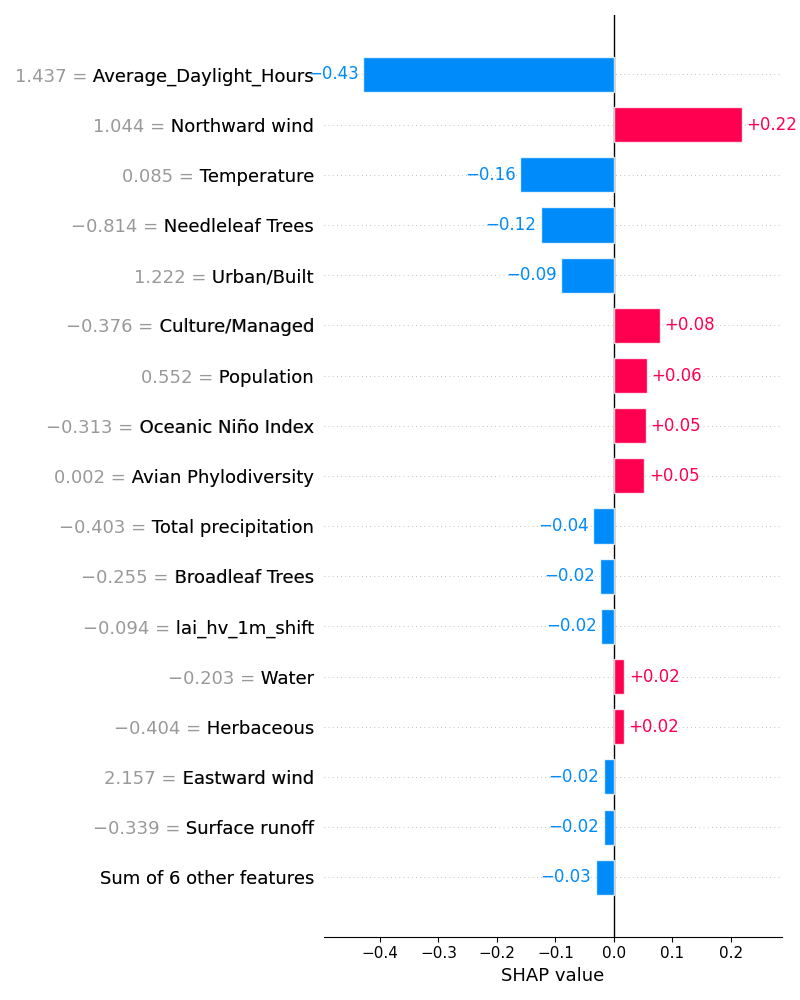 1.437 = Average_Daylight_Hours −0.43
1.044 = Northward wind +0.22
0.085 = Temperature −0.16
−0.814 = Needleleaf Trees −0.12
1.222 = Urban/Built −0.09
−0.376 = Culture/Managed +0.08
0.552 = Population +0.06
−0.313 = Oceanic Niño Index +0.05
0.002 = Avian Phylodiversity +0.05
−0.403 = Total precipitation −0.04
−0.255 = Broadleaf Trees −0.02
−0.094 = lai_hv_1m_shift −0.02
−0.203 = Water +0.02
−0.404 = Herbaceous +0.02
2.157 = Eastward wind −0.02
−0.339 = Surface runoff −0.02
Sum of 6 other features −0.03
−0.4 −0.3 −0.2 −0.1 0.0 0.1 0.2
SHAP value